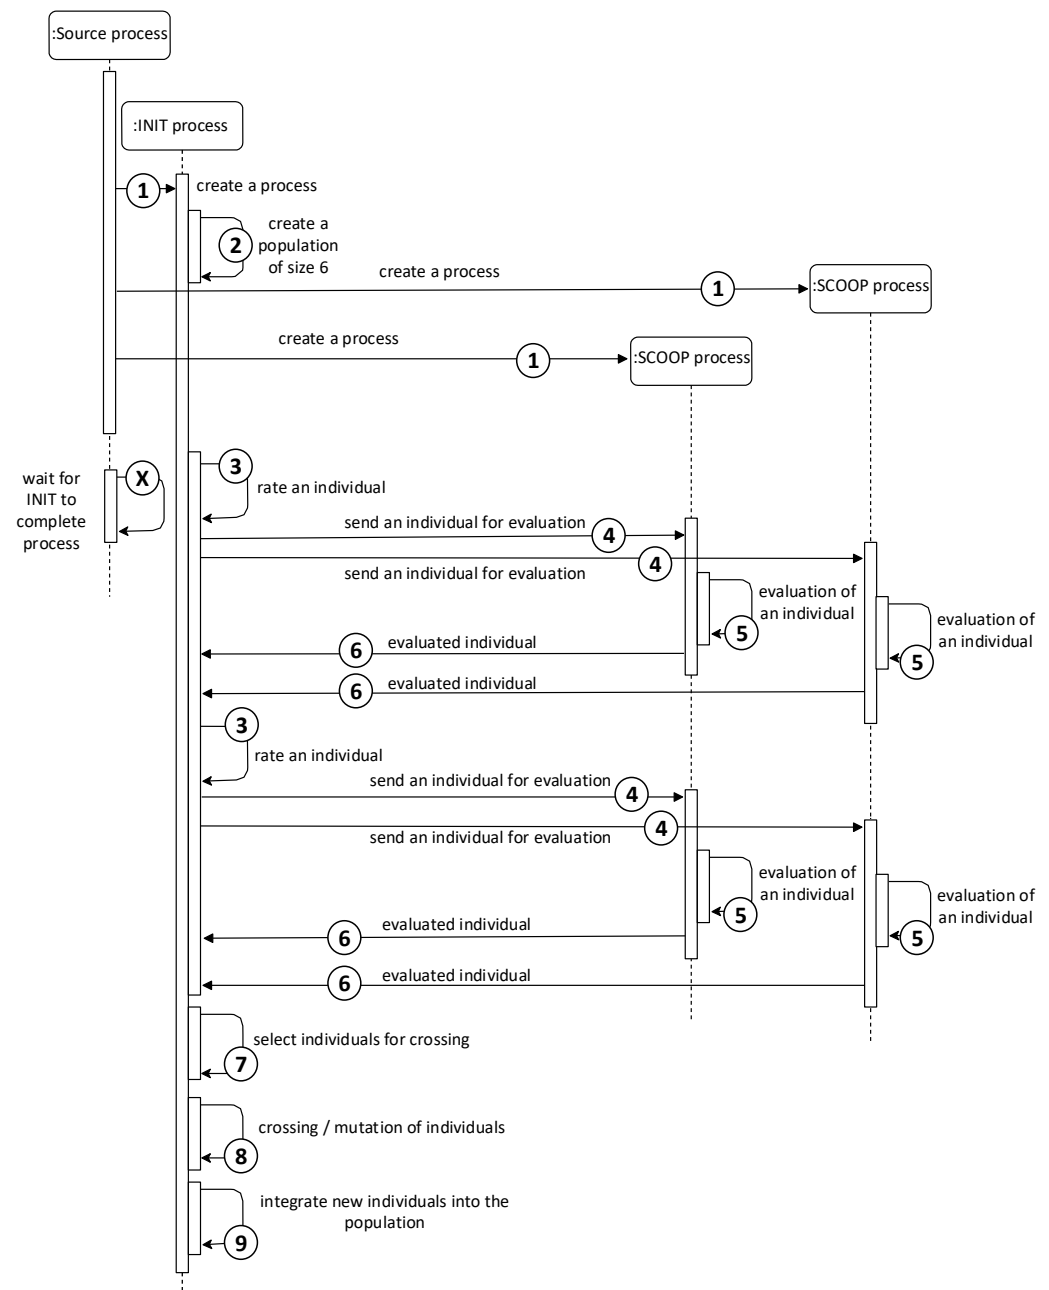 :Source process
:INIT process
1
create a process
2
create a
population
of size 6
create a process
1
:SCOOP process
create a process
1
:SCOOP process
wait for
INIT to
complete
process
X
3
rate an individual
send an individual for evaluation
4
4
send an individual for evaluation
evaluation of
an individual
5
evaluation of
an individual
5
6
evaluated individual
6
evaluated individual
3
rate an individual
send an individual for evaluation
4
4
send an individual for evaluation
evaluation of
an individual
5
evaluation of
an individual
5
evaluated individual
6
evaluated individual
6
select individuals for crossing
7
crossing / mutation of individuals
8
integrate new individuals into the
population
9